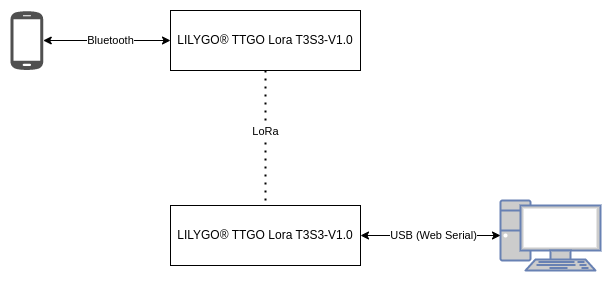 Bluetooth
LILYGO® TTGO Lora T3S3-V1.0
LoRa
LILYGO® TTGO Lora T3S3-V1.0
USB (Web Serial)